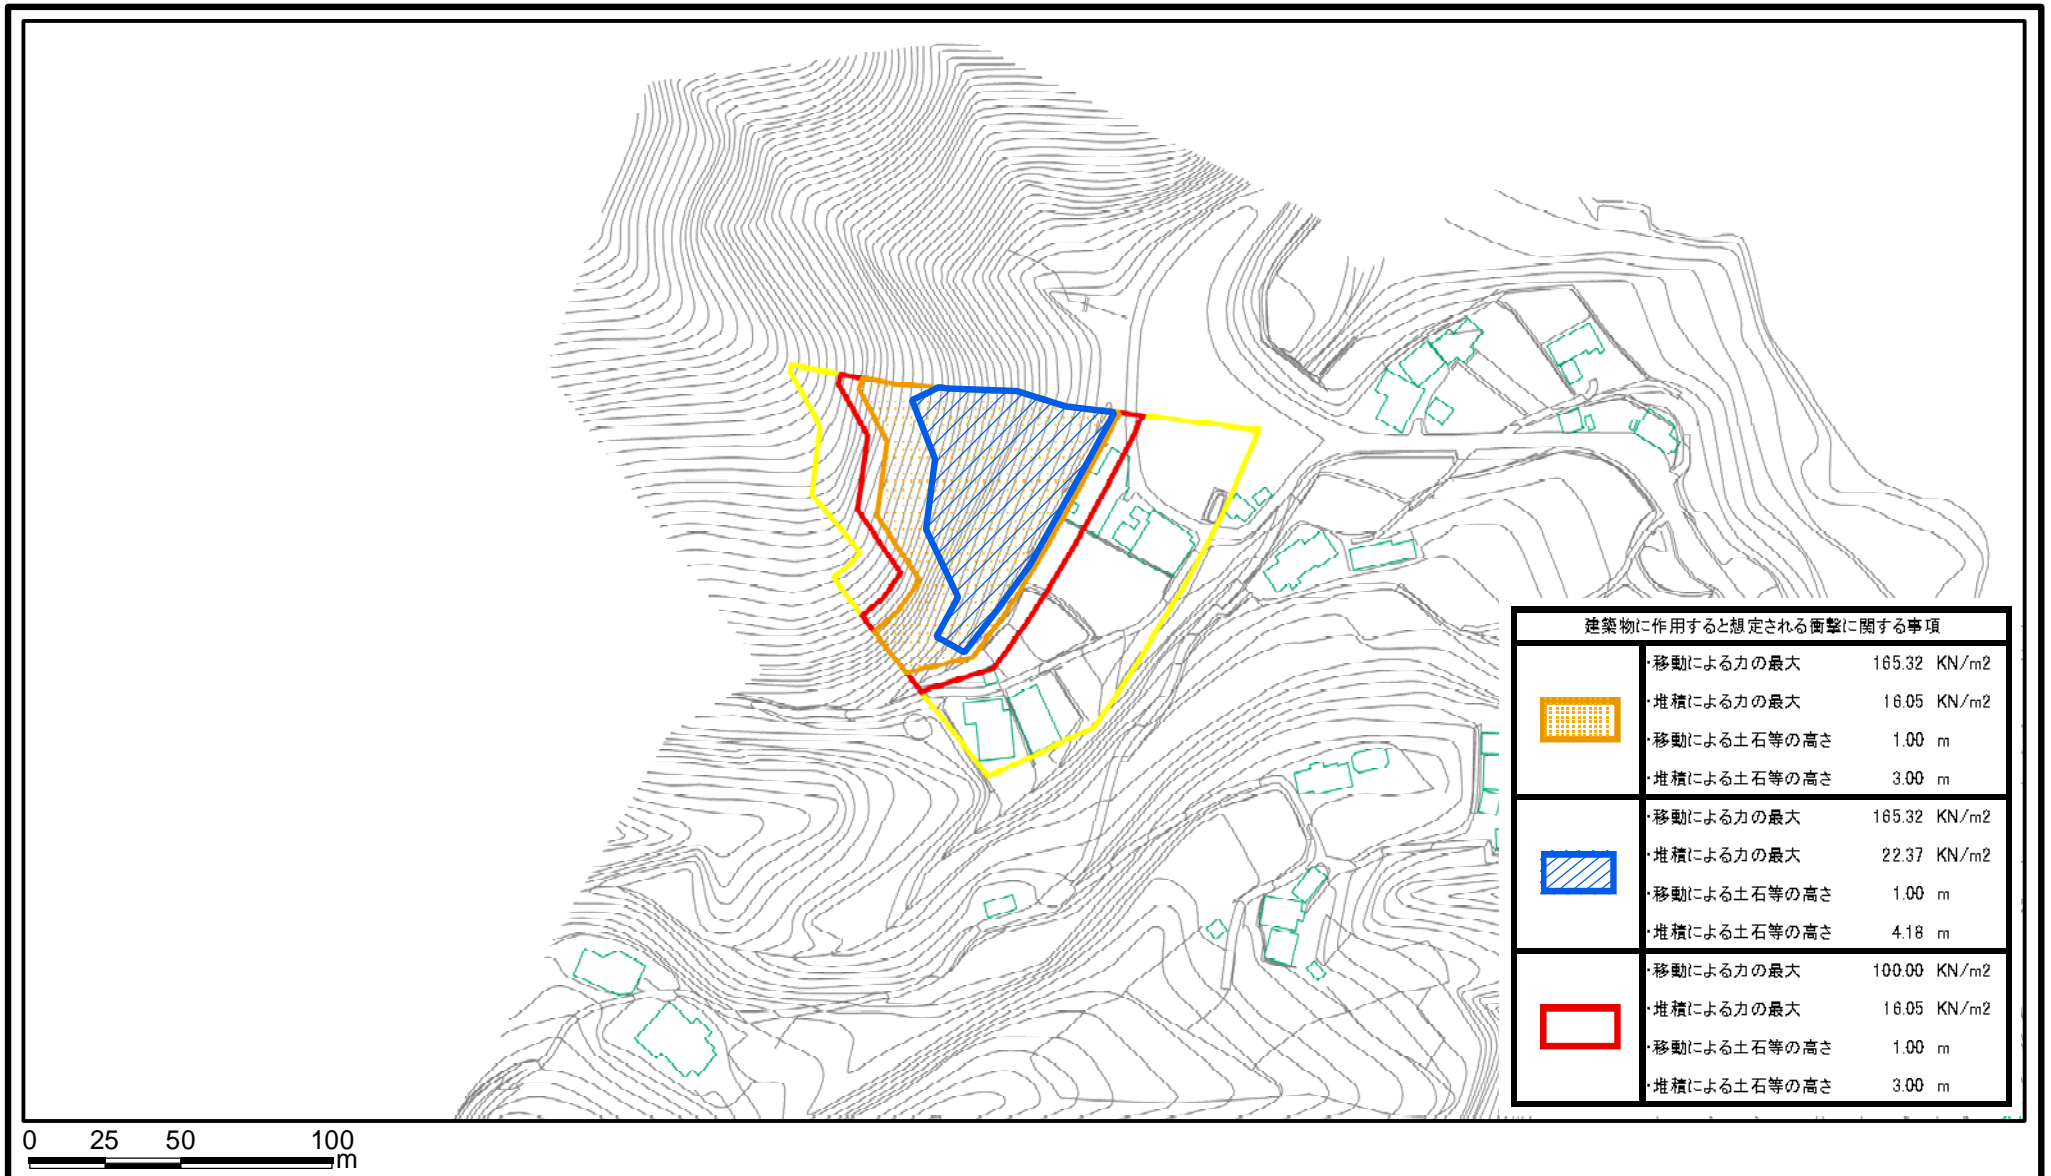 建築物に作用すると想定される衝撃に関する事項
・移動による力の最大 165.32 KN/m2
・堆積による力の最大 16.05 KN/m2
・移動による土石等の高さ 1.00 m
・堆積による土石等の高さ 3.00 m
・移動による力の最大 165.32 KN/m2
・堆積による力の最大 22.37 KN/m2
・移動による土石等の高さ 1.00 m
・堆積による土石等の高さ 4.18 m
・移動による力の最大 100.00 KN/m2
・堆積による力の最大 16.05 KN/m2
・移動による土石等の高さ 1.00 m
・堆積による土石等の高さ 3.00 m
0 25 50 100
m